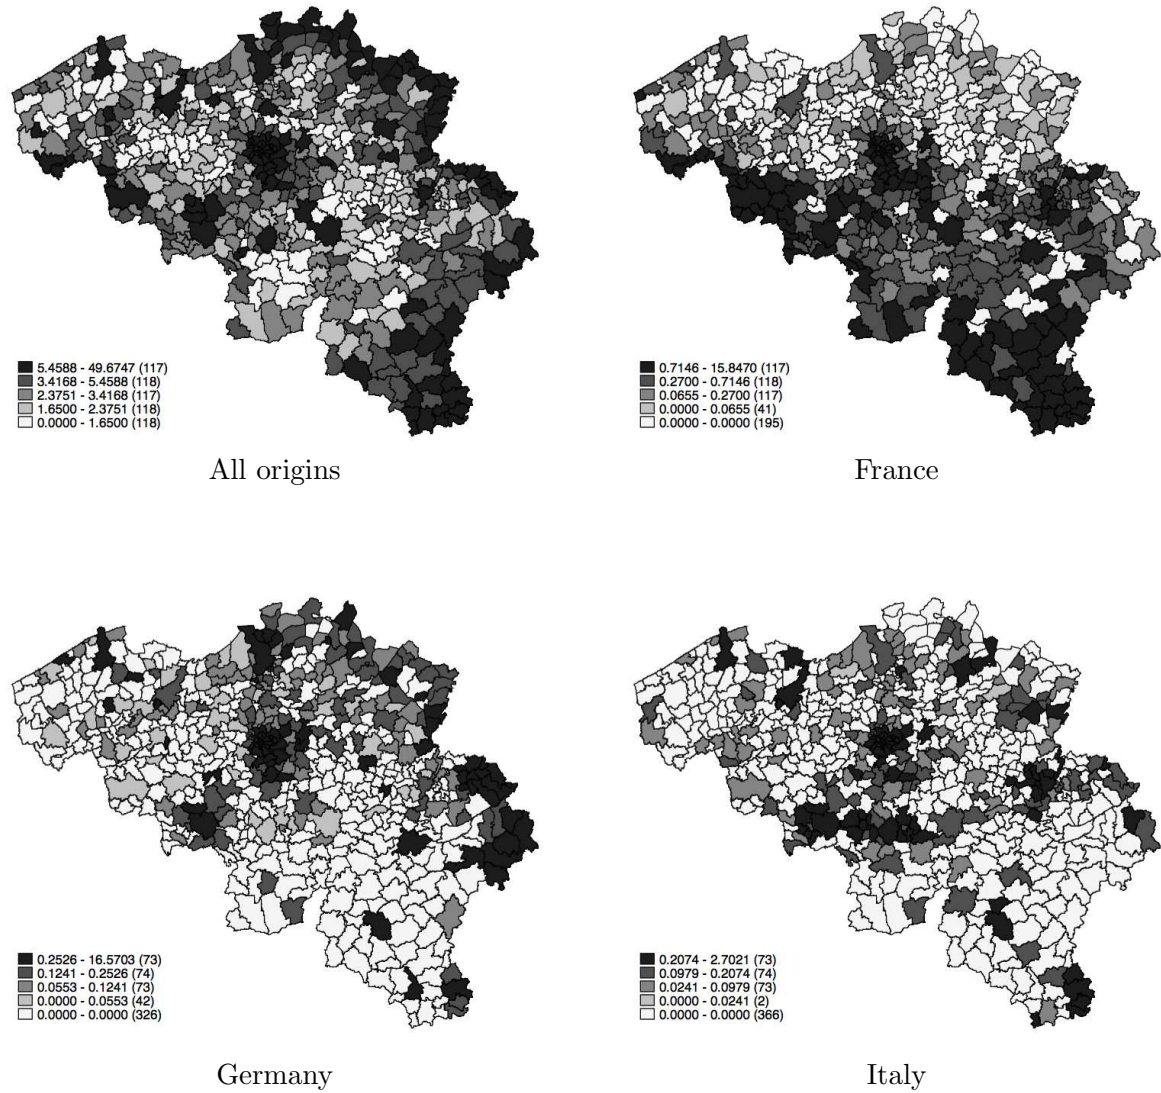 5.4588 - 49.6747 (117)
3.4168 - 5.4588 (118)
2.3751 - 3.4168 (117)
1.6500 - 2.3751 (118)
0.0000 - 1.6500 (118)
All origins
0.7146 - 15.8470 (117)
0.2700 - 0.7146 (118)
0.0655 - 0.2700 (117)
0.0000 - 0.0655 (41)
0.0000 - 0.0000 (195)
France
0.2526 - 16.5703 (73)
0.1241 - 0.2526 (74)
0.0553 - 0.1241 (73)
0.0000 - 0.0553 (42)
0.0000 - 0.0000 (326)
Germany
0.2074 - 2.7021 (73)
0.0979 - 0.2074 (74)
0.0241 - 0.0979 (73)
0.0000 - 0.0241 (2)
0.0000 - 0.0000 (366)
Italy